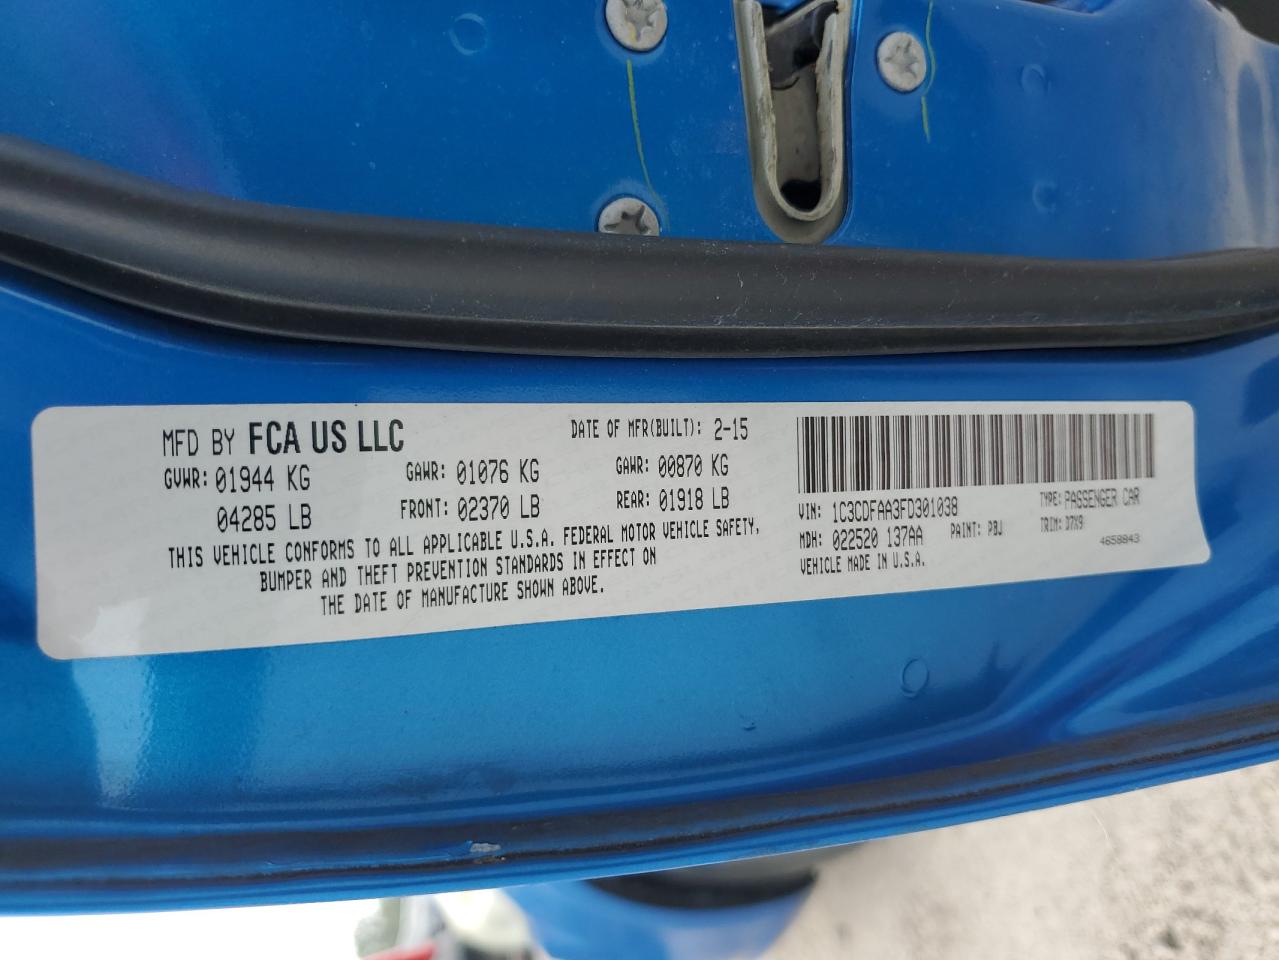 MFD BY FCA US LLC DATE OF MFR(BUILT): 2-15
GVWR: 01944 KG GAWR: 01076 KG GAWR: 00870 KG
04285 LB FRONT: 02370 LB REAR: 01918 LB
THIS VEHICLE CONFORMS TO ALL APPLICABLE U.S.A. FEDERAL MOTOR VEHICLE SAFETY,
BUMPER AND THEFT PREVENTION STANDARDS IN EFFECT ON
THE DATE OF MANUFACTURE SHOWN ABOVE.
VIN: 1C3CDFAA3FD301038 TYPE: PASSENGER CAR
MDH: 022520 137AA PAINT: PBJ TRIM: D7X9
VEHICLE MADE IN U.S.A. 4658843